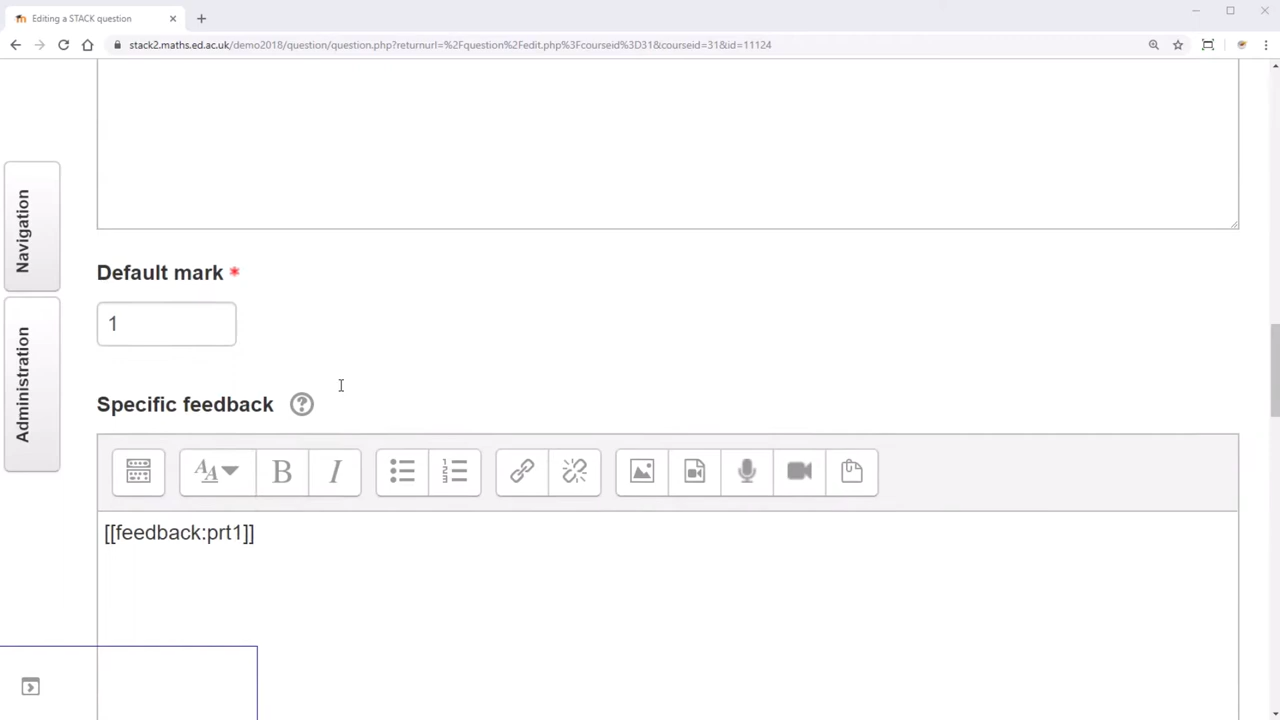 Editing a STACK question
stack2.maths.ed.ac.uk/demo2018/question/question.php?returnurl=%2Fquestion%2Fedit.php%3Fcourseid%3D31&courseid=31&id=11124
Navigation
Administration
Default mark *
1
Specific feedback
[[feedback:prt1]]